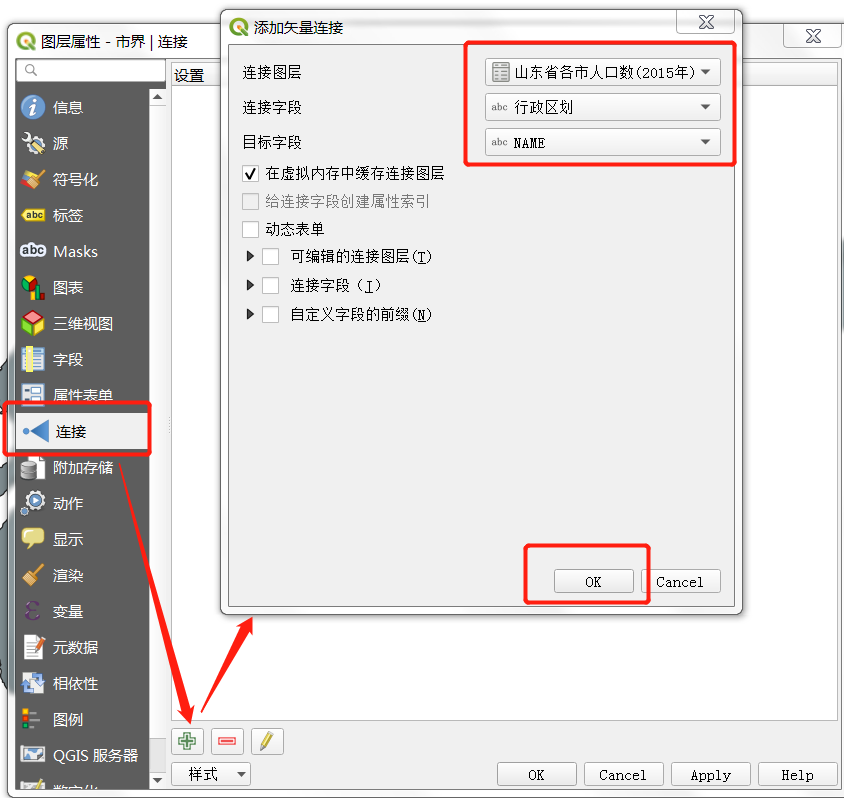 图层属性 - 市界 | 连接
信息
源
符号化
abc 标签
abc Masks
图表
三维视图
字段
属性表单
连接
附加存储
动作
显示
渲染
变量
元数据
相依性
图例
QGIS 服务器
数字化
设置
添加矢量连接
连接图层 山东省各市人口数(2015年)
连接字段 abc 行政区划
目标字段 abc NAME
在虚拟内存中缓存连接图层
给连接字段创建属性索引
动态表单
可编辑的连接图层(T)
连接字段 (I)
自定义字段的前缀(N)
OK Cancel
样式 OK Cancel Apply Help